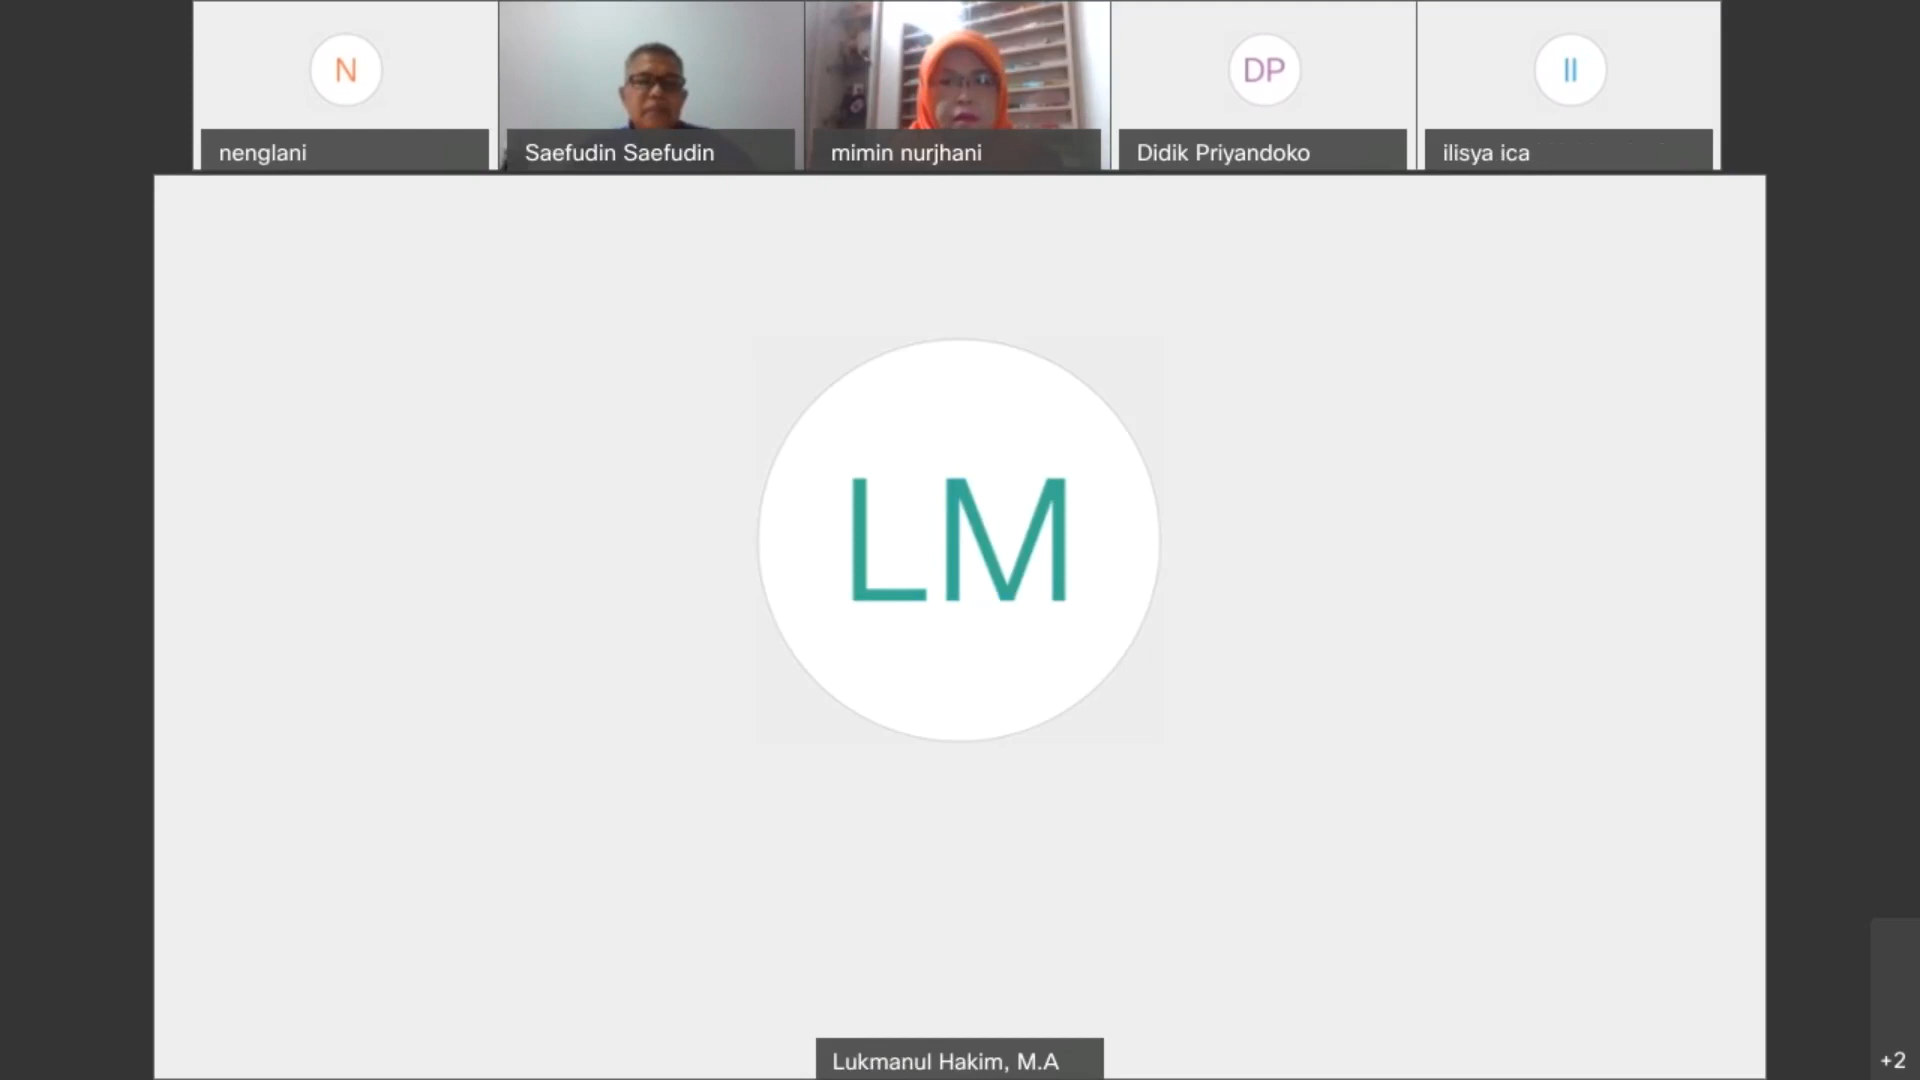 N
DP
II
nenglani
Saefudin Saefudin
mimin nurjhani
Didik Priyandoko
ilisya ica
LM
Lukmanul Hakim, M.A
+2